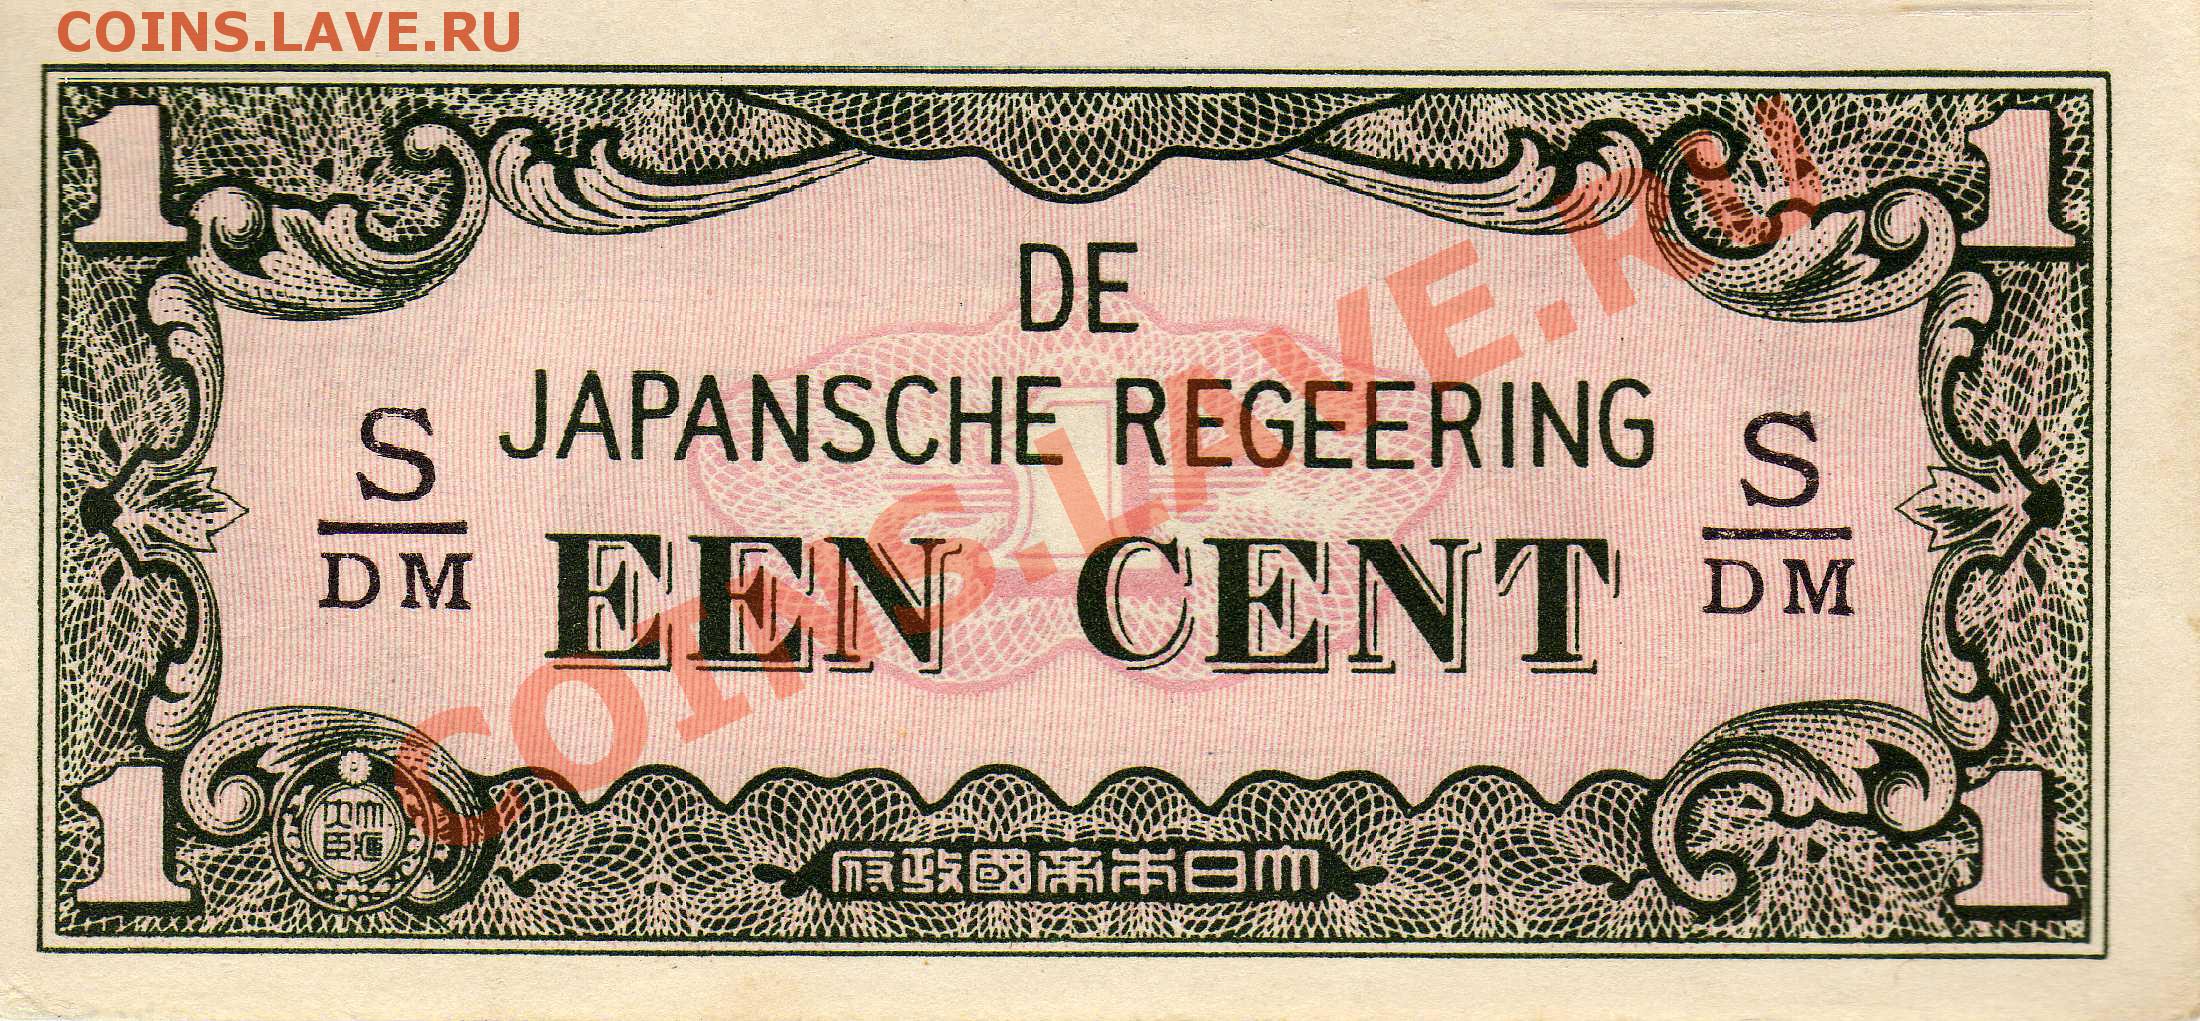 COINS.LAVE.RU
1 1
DE
JAPANSCHE REGEERING
S S
DM DM
EEN CENT
COINS.LAVE.RU
1 1
府政國帝本日大